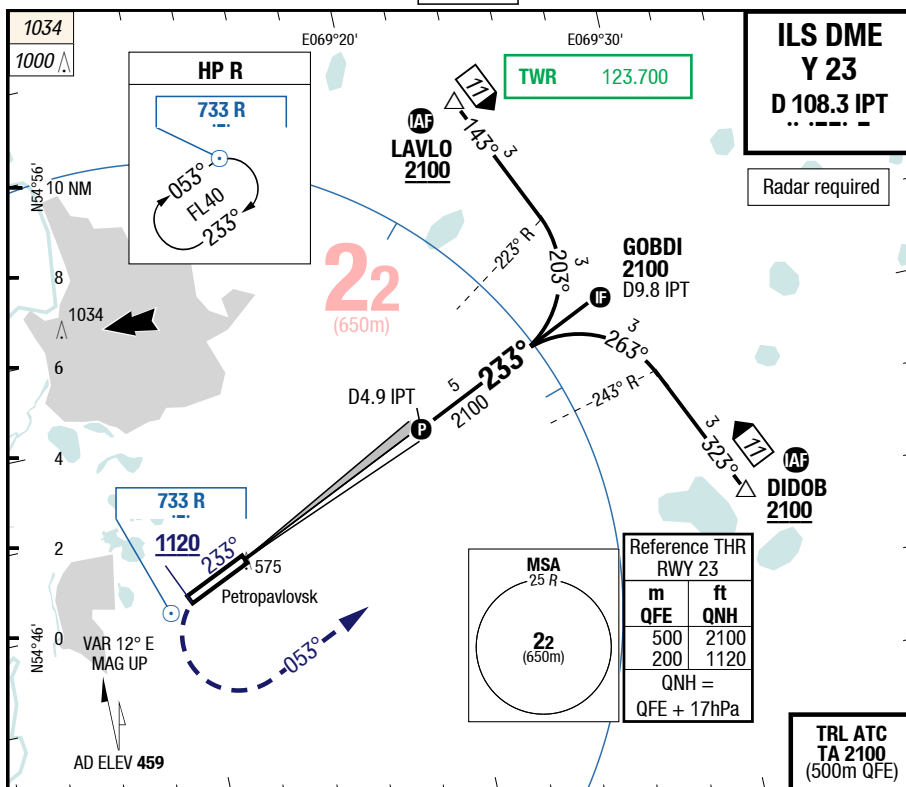 1034
1000
E069°20'
E069°30'
ILS DME
Y 23
D 108.3 IPT
HP R
733 R
053°
FL40
233°
TWR 123.700
Radar required
11
IAF
LAVLO
2100
143°
3
223° R
203°
3
GOBDI
2100
D9.8 IPT
IF
N54°56'
10 NM
8
1034
6
22
(650m)
D4.9 IPT
P
5
233°
2100
3
263°
243° R
3
323°
11
IAF
DIDOB
2100
4
733 R
1120
2
233°
575
Petropavlovsk
N54°46'
0
VAR 12° E
MAG UP
053°
AD ELEV 459
MSA
25 R
22
(650m)
Reference THR
RWY 23
m ft
QFE QNH
500 2100
200 1120
QNH =
QFE + 17hPa
TRL ATC
TA 2100
(500m QFE)